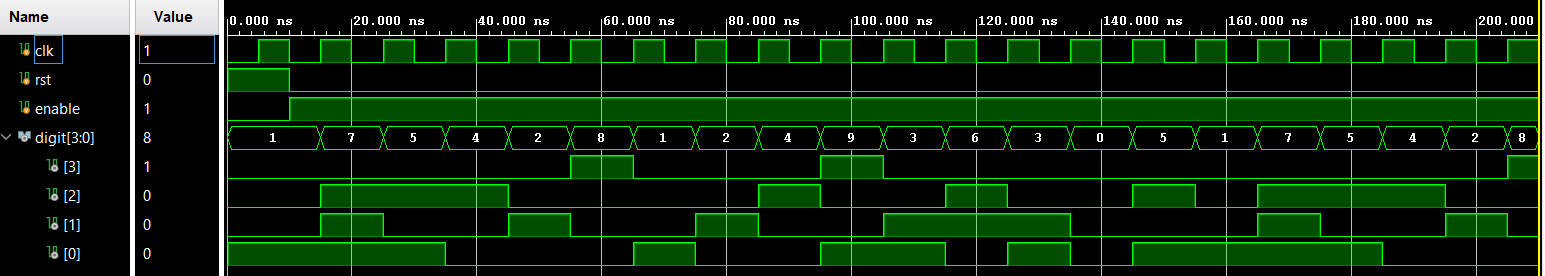 Name Value 0.000 ns 20.000 ns 40.000 ns 60.000 ns 80.000 ns 100.000 ns 120.000 ns 140.000 ns 160.000 ns 180.000 ns 200.000
clk 1
rst 0
enable 1
digit[3:0] 8 1 7 5 4 2 8 1 2 4 9 3 6 3 0 5 1 7 5 4 2 8
[3] 1
[2] 0
[1] 0
[0] 0